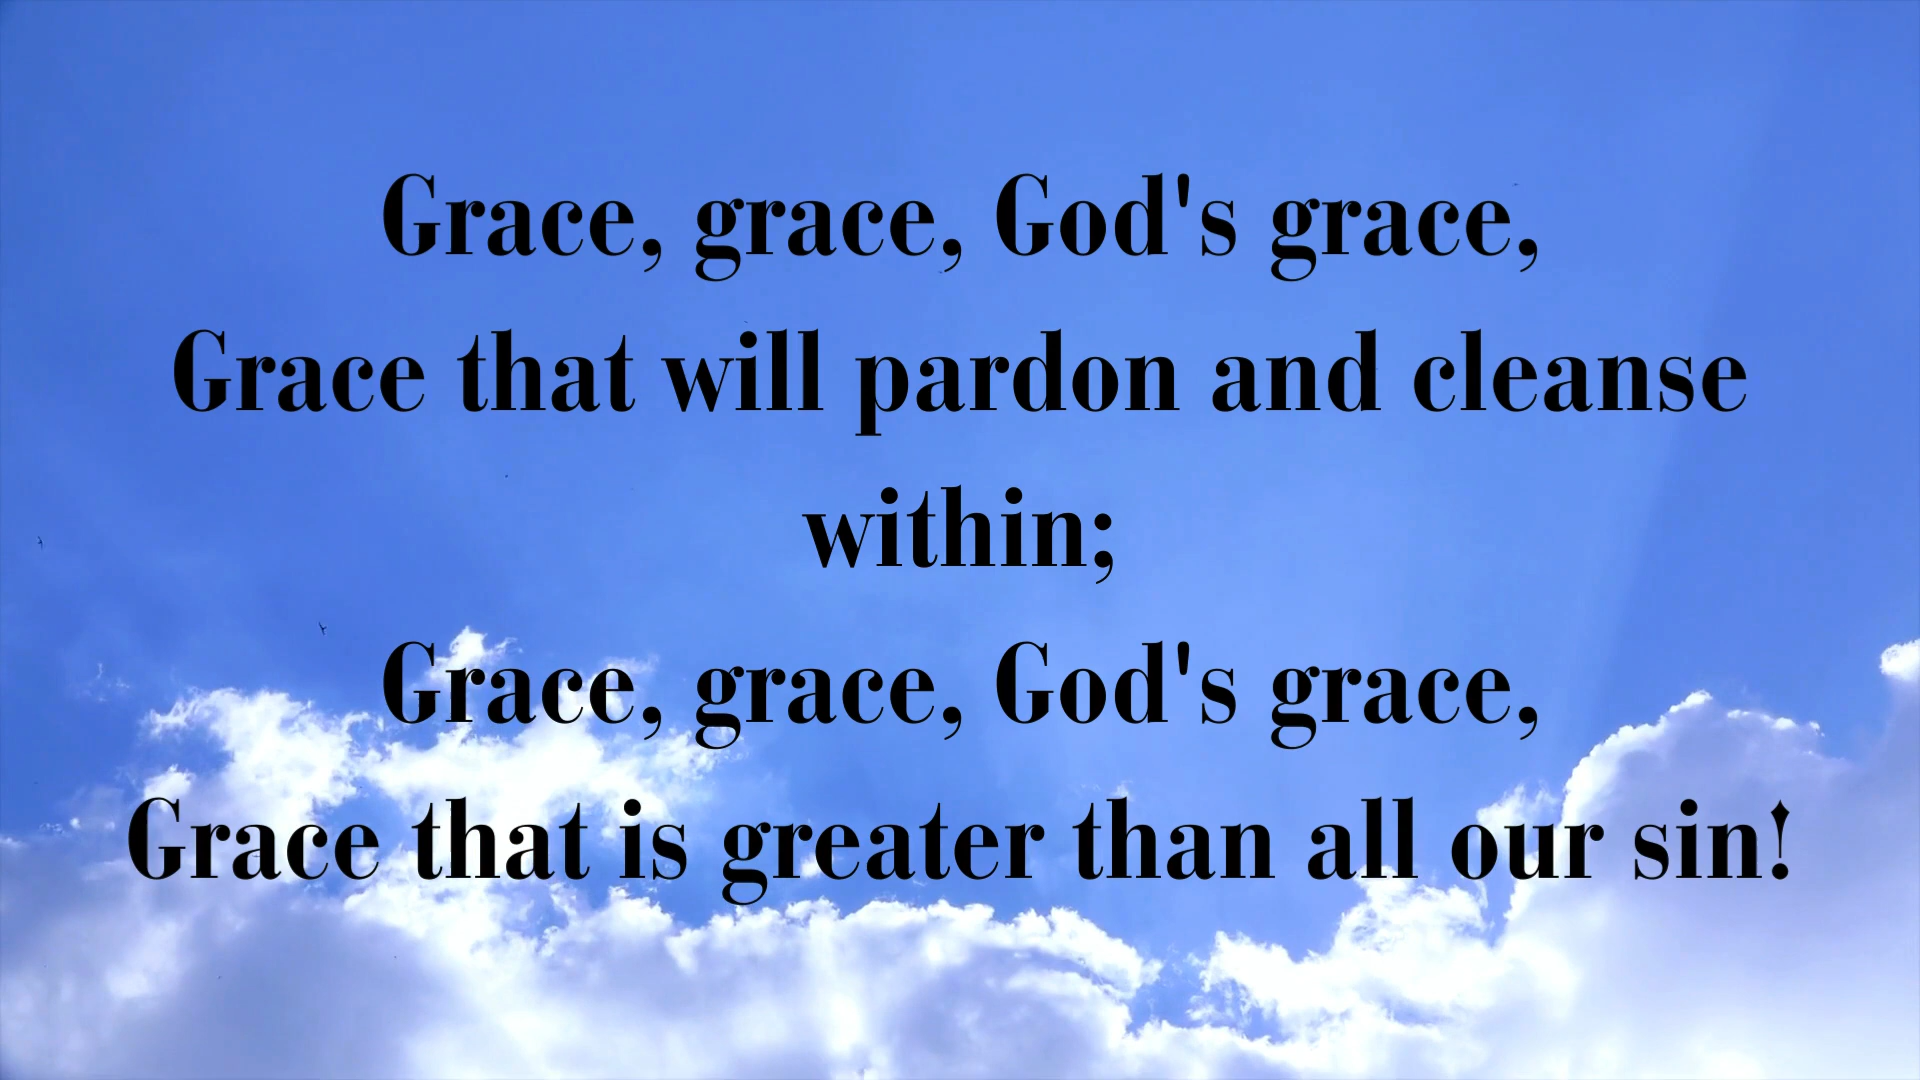 Grace, grace, God's grace,
Grace that will pardon and cleanse
within;
Grace, grace, God's grace,
Grace that is greater than all our sin!